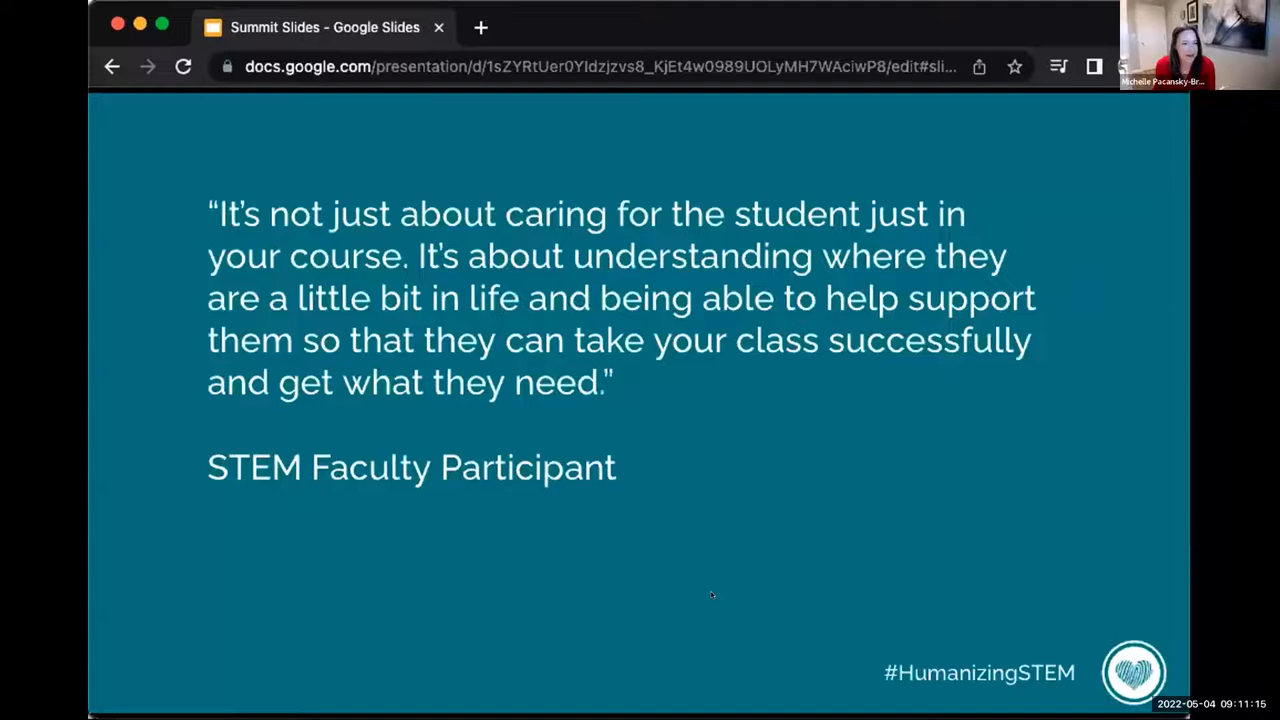 Summit Slides - Google Slides
docs.google.com/presentation/d/1sZYRtUer0YIdzjzvs8_KjEt4w0989UOLyMH7WAciwP8/edit#sli...
Michelle Pacansky-Br...
“It’s not just about caring for the student just in
your course. It’s about understanding where they
are a little bit in life and being able to help support
them so that they can take your class successfully
and get what they need.”
STEM Faculty Participant
#HumanizingSTEM
2022-05-04 09:11:15